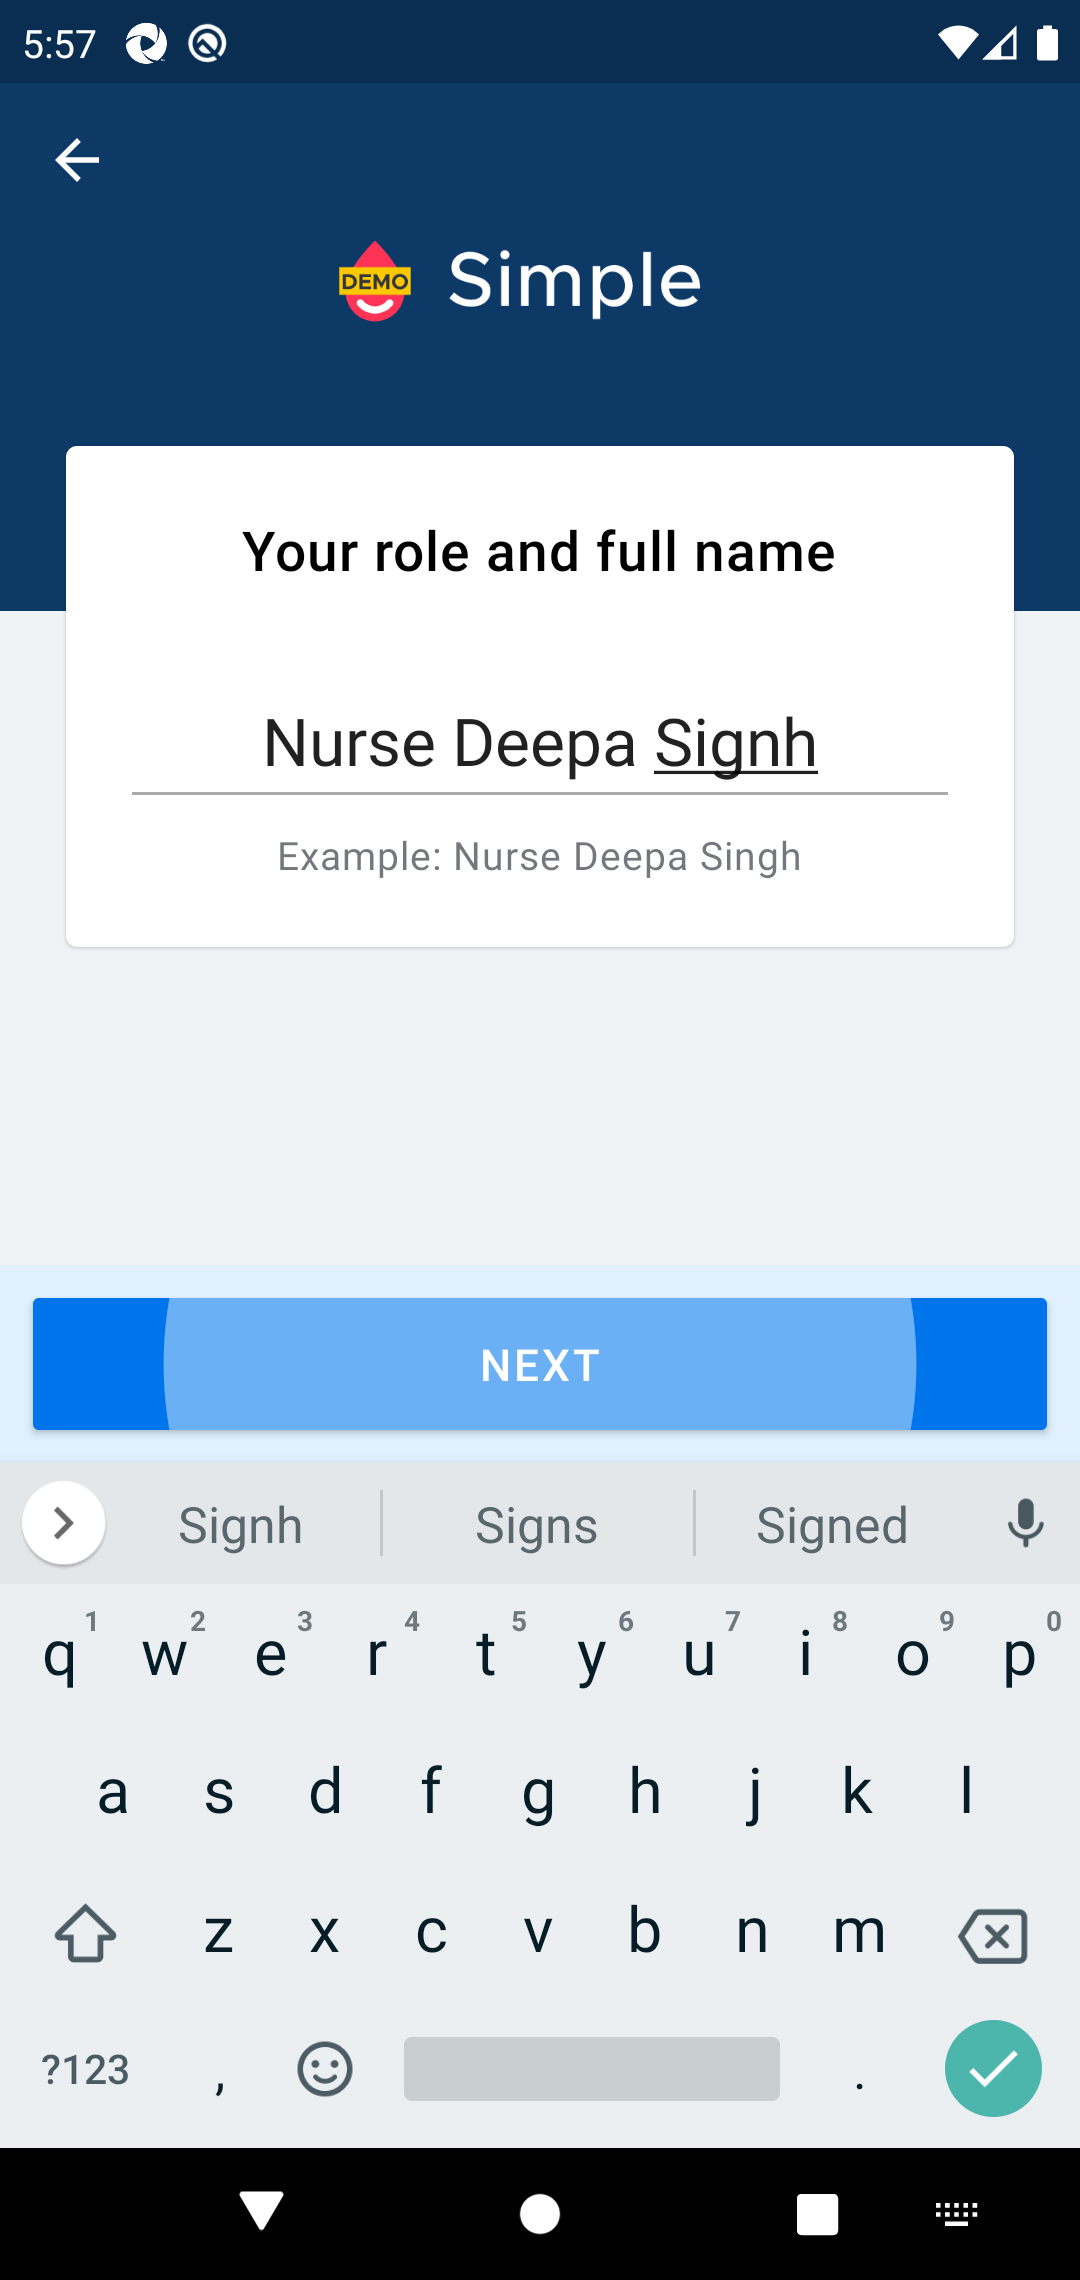 5:57
DEMO Simple
Your role and full name
Nurse Deepa Signh
Example: Nurse Deepa Singh
NEXT
Signh Signs Signed
1 2 3 4 5 6 7 8 9 0
q w e r t y u i o p
a s d f g h j k l
z x c v b n m
?123 , .